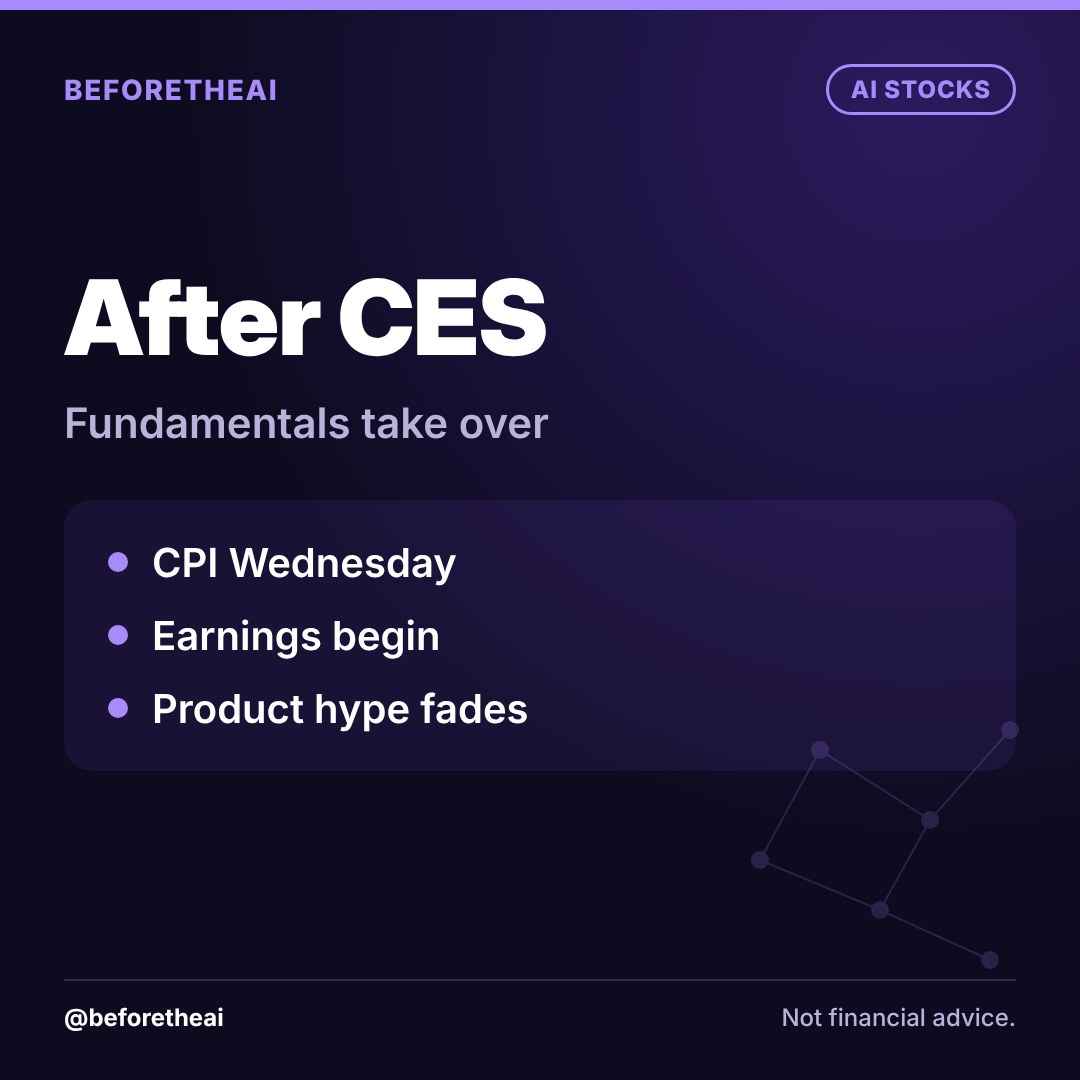 BEFORETHEAI
AI STOCKS
After CES
Fundamentals take over
CPI Wednesday
Earnings begin
Product hype fades
@beforetheai
Not financial advice.